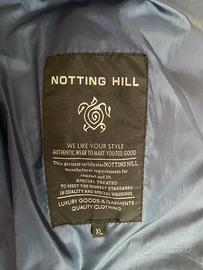 NOTTING HILL
WE LIKE YOUR STYLE
AUTHENTIC WEAR TO MAKE YOU FEEL GOOD
This garment certificates NOTTING HILL
manufacturer requirements for
comfort and fit.
SPECIAL TREATED
TO MEET THE HIGHEST STANDARDS
IN QUALITY AND SPECIAL WASHINGS.
LUXURY GOODS & GARMENTS
QUALITY CLOTHING
XL
subito